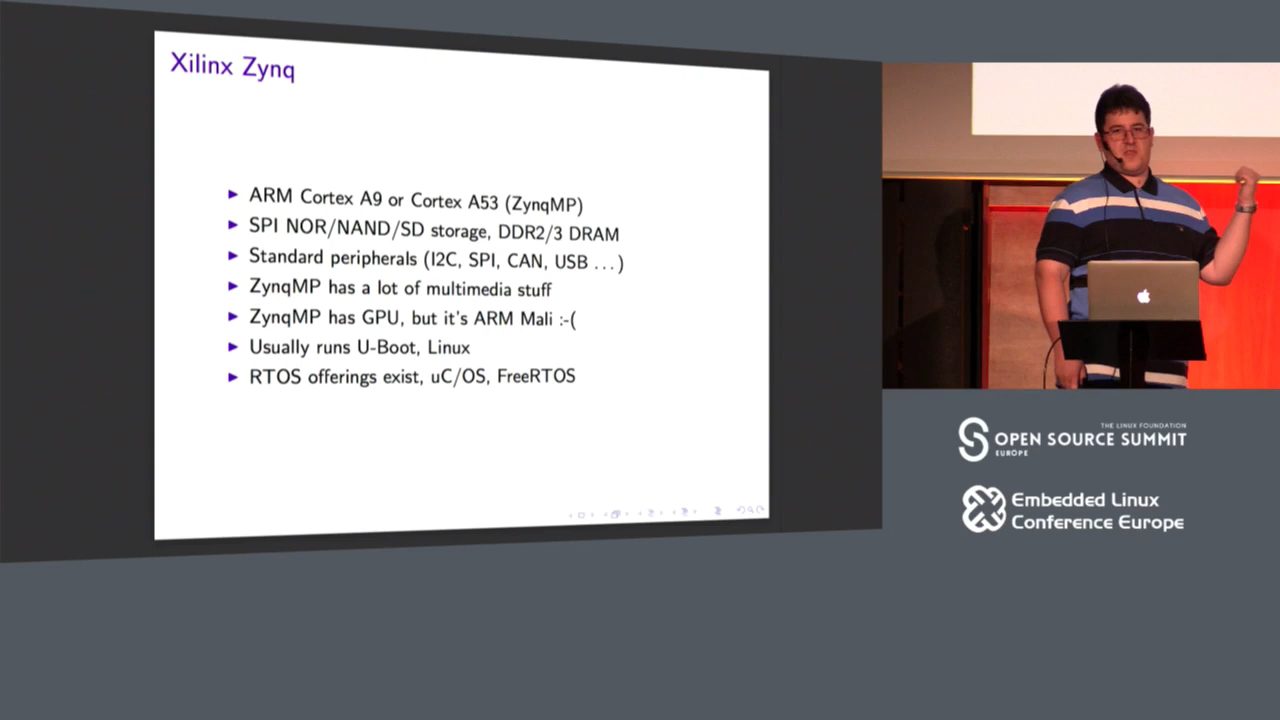 Xilinx Zynq
ARM Cortex A9 or Cortex A53 (ZynqMP)
SPI NOR/NAND/SD storage, DDR2/3 DRAM
Standard peripherals (I2C, SPI, CAN, USB ...)
ZynqMP has a lot of multimedia stuff
ZynqMP has GPU, but it's ARM Mali :-(
Usually runs U-Boot, Linux
RTOS offerings exist, uC/OS, FreeRTOS
THE LINUX FOUNDATION
OPEN SOURCE SUMMIT
EUROPE
Embedded Linux
Conference Europe